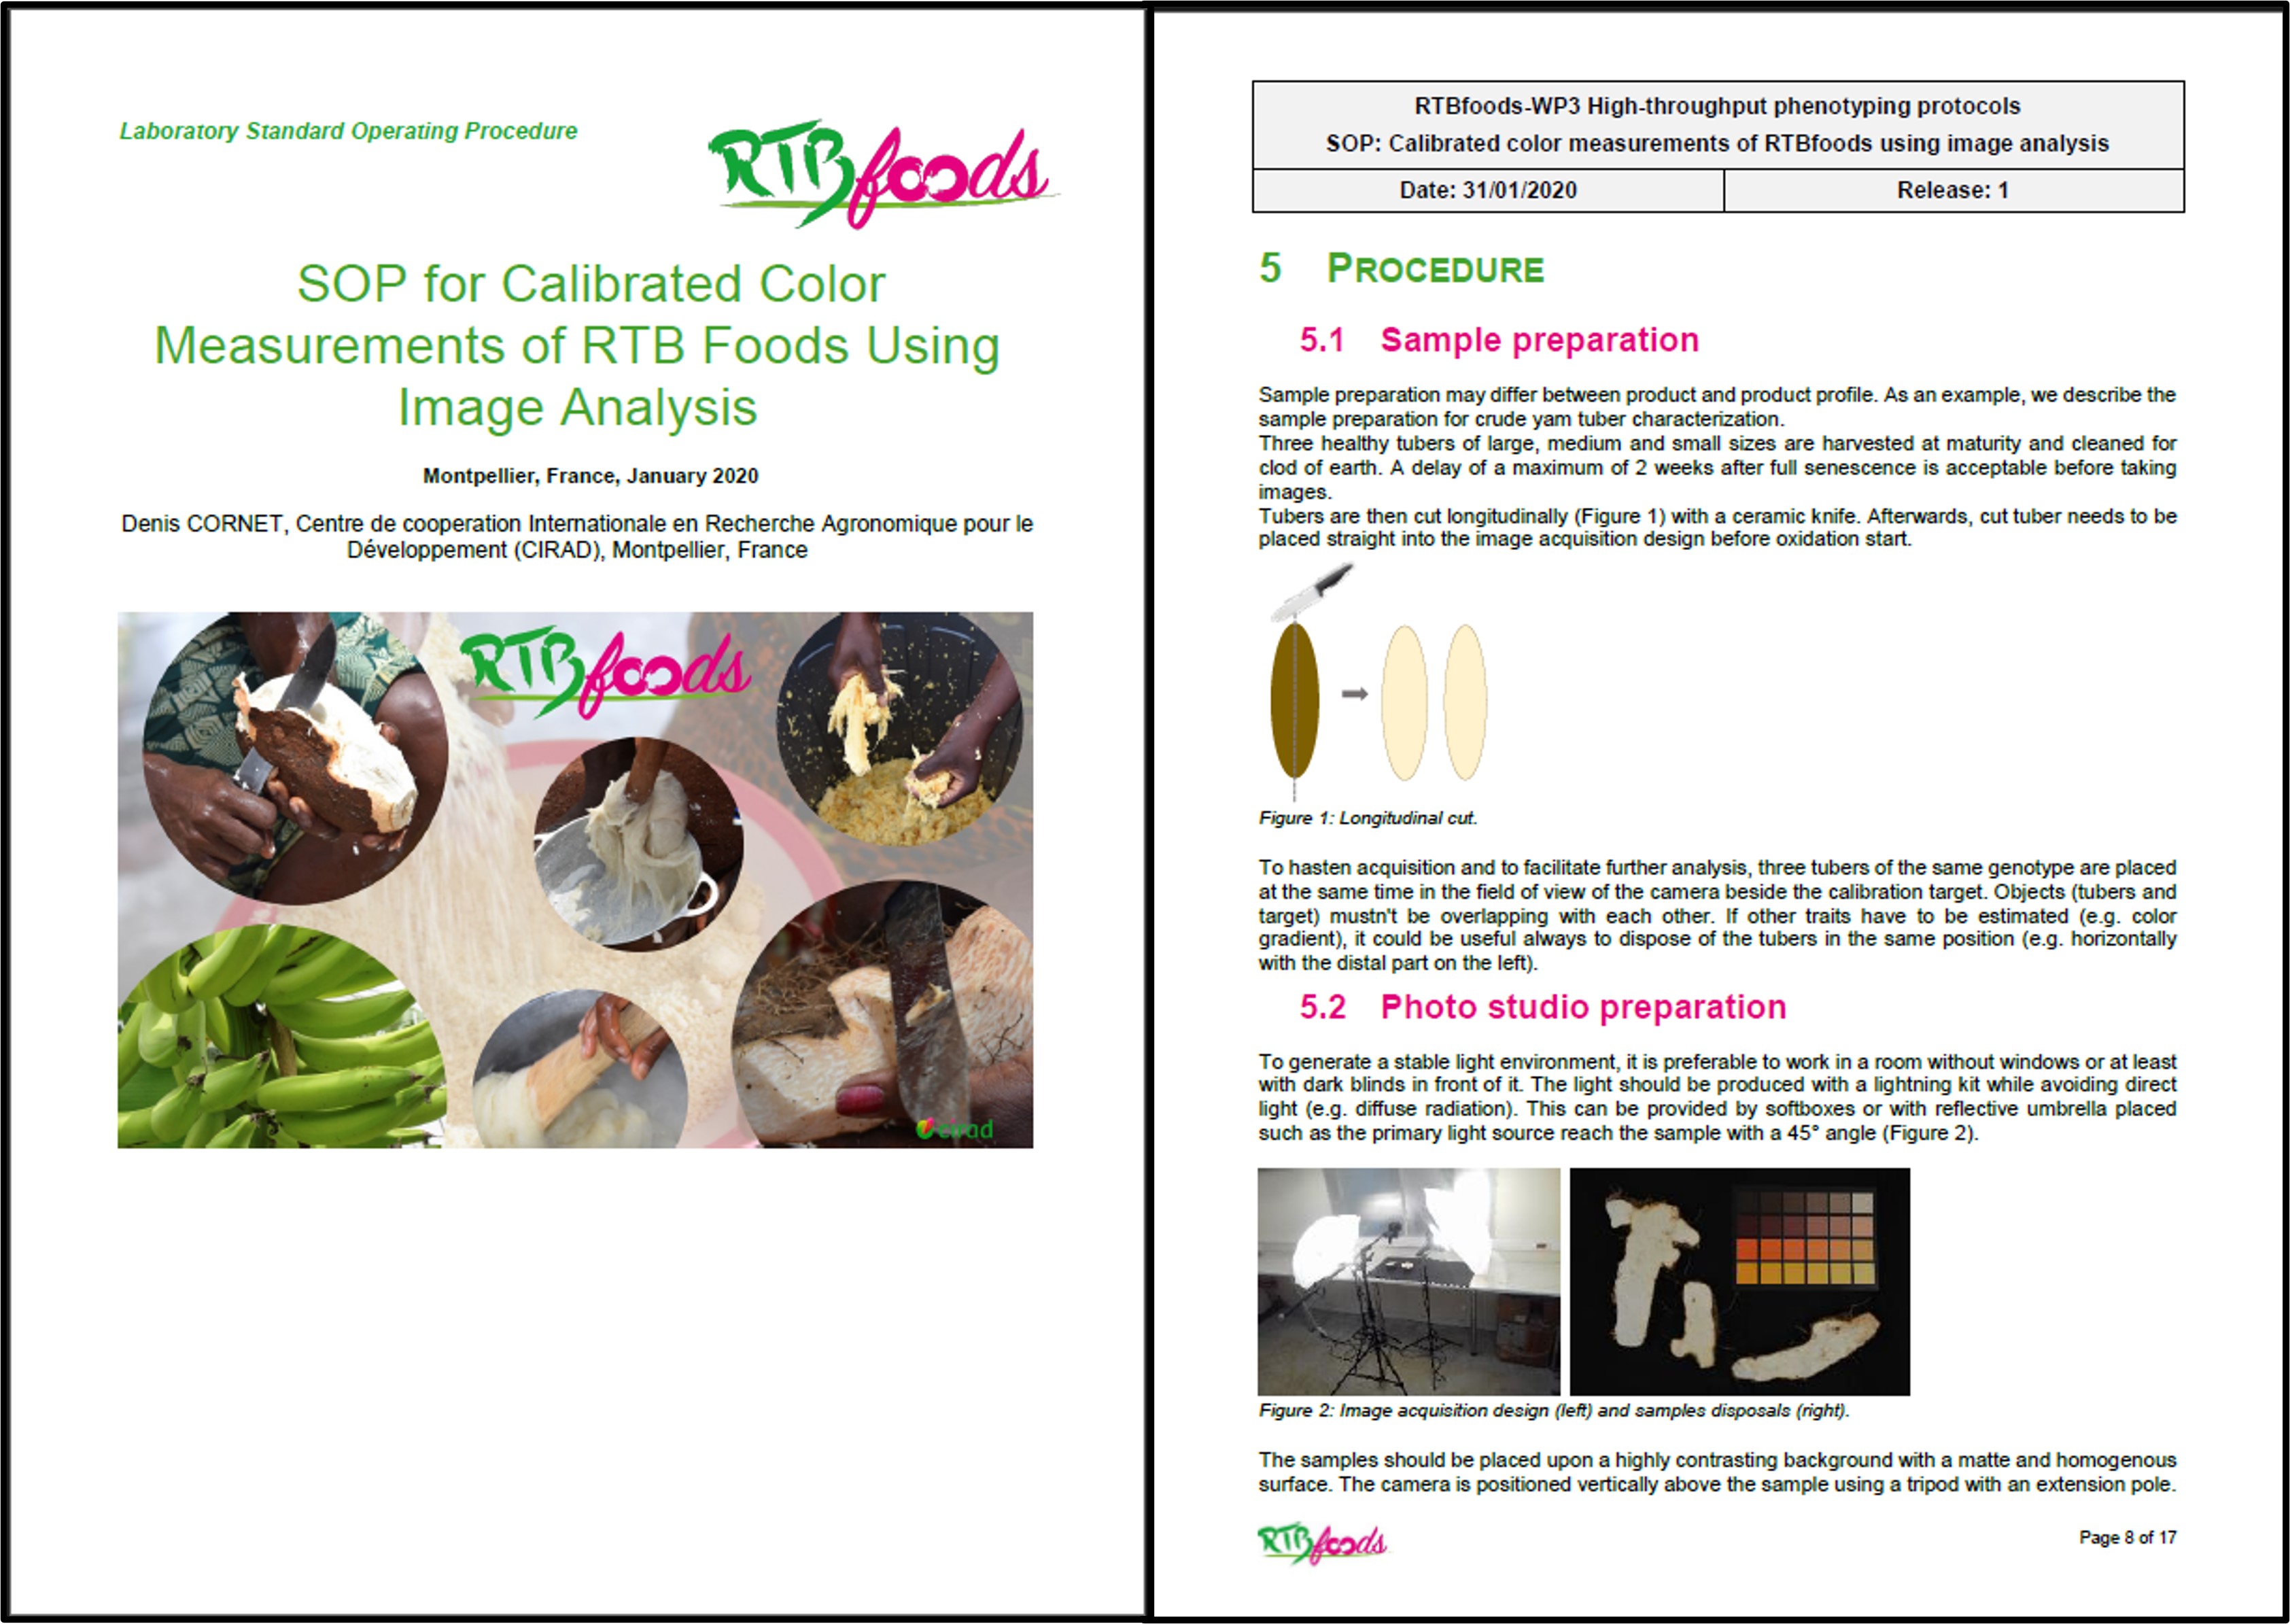 Laboratory Standard Operating Procedure
RTBfoods
SOP for Calibrated Color
Measurements of RTB Foods Using
Image Analysis
Montpellier, France, January 2020
Denis CORNET, Centre de cooperation Internationale en Recherche Agronomique pour le
Développement (CIRAD), Montpellier, France
RTBfoods
cirad
RTBfoods-WP3 High-throughput phenotyping protocols
SOP: Calibrated color measurements of RTBfoods using image analysis
Date: 31/01/2020
Release: 1
5 PROCEDURE
5.1 Sample preparation
Sample preparation may differ between product and product profile. As an example, we describe the
sample preparation for crude yam tuber characterization.
Three healthy tubers of large, medium and small sizes are harvested at maturity and cleaned for
clod of earth. A delay of a maximum of 2 weeks after full senescence is acceptable before taking
images.
Tubers are then cut longitudinally (Figure 1) with a ceramic knife. Afterwards, cut tuber needs to be
placed straight into the image acquisition design before oxidation start.
Figure 1: Longitudinal cut.
To hasten acquisition and to facilitate further analysis, three tubers of the same genotype are placed
at the same time in the field of view of the camera beside the calibration target. Objects (tubers and
target) mustn't be overlapping with each other. If other traits have to be estimated (e.g. color
gradient), it could be useful always to dispose of the tubers in the same position (e.g. horizontally
with the distal part on the left).
5.2 Photo studio preparation
To generate a stable light environment, it is preferable to work in a room without windows or at least
with dark blinds in front of it. The light should be produced with a lightning kit while avoiding direct
light (e.g. diffuse radiation). This can be provided by softboxes or with reflective umbrella placed
such as the primary light source reach the sample with a 45° angle (Figure 2).
Figure 2: Image acquisition design (left) and samples disposals (right).
The samples should be placed upon a highly contrasting background with a matte and homogenous
surface. The camera is positioned vertically above the sample using a tripod with an extension pole.
RTBfoods
Page 8 of 17